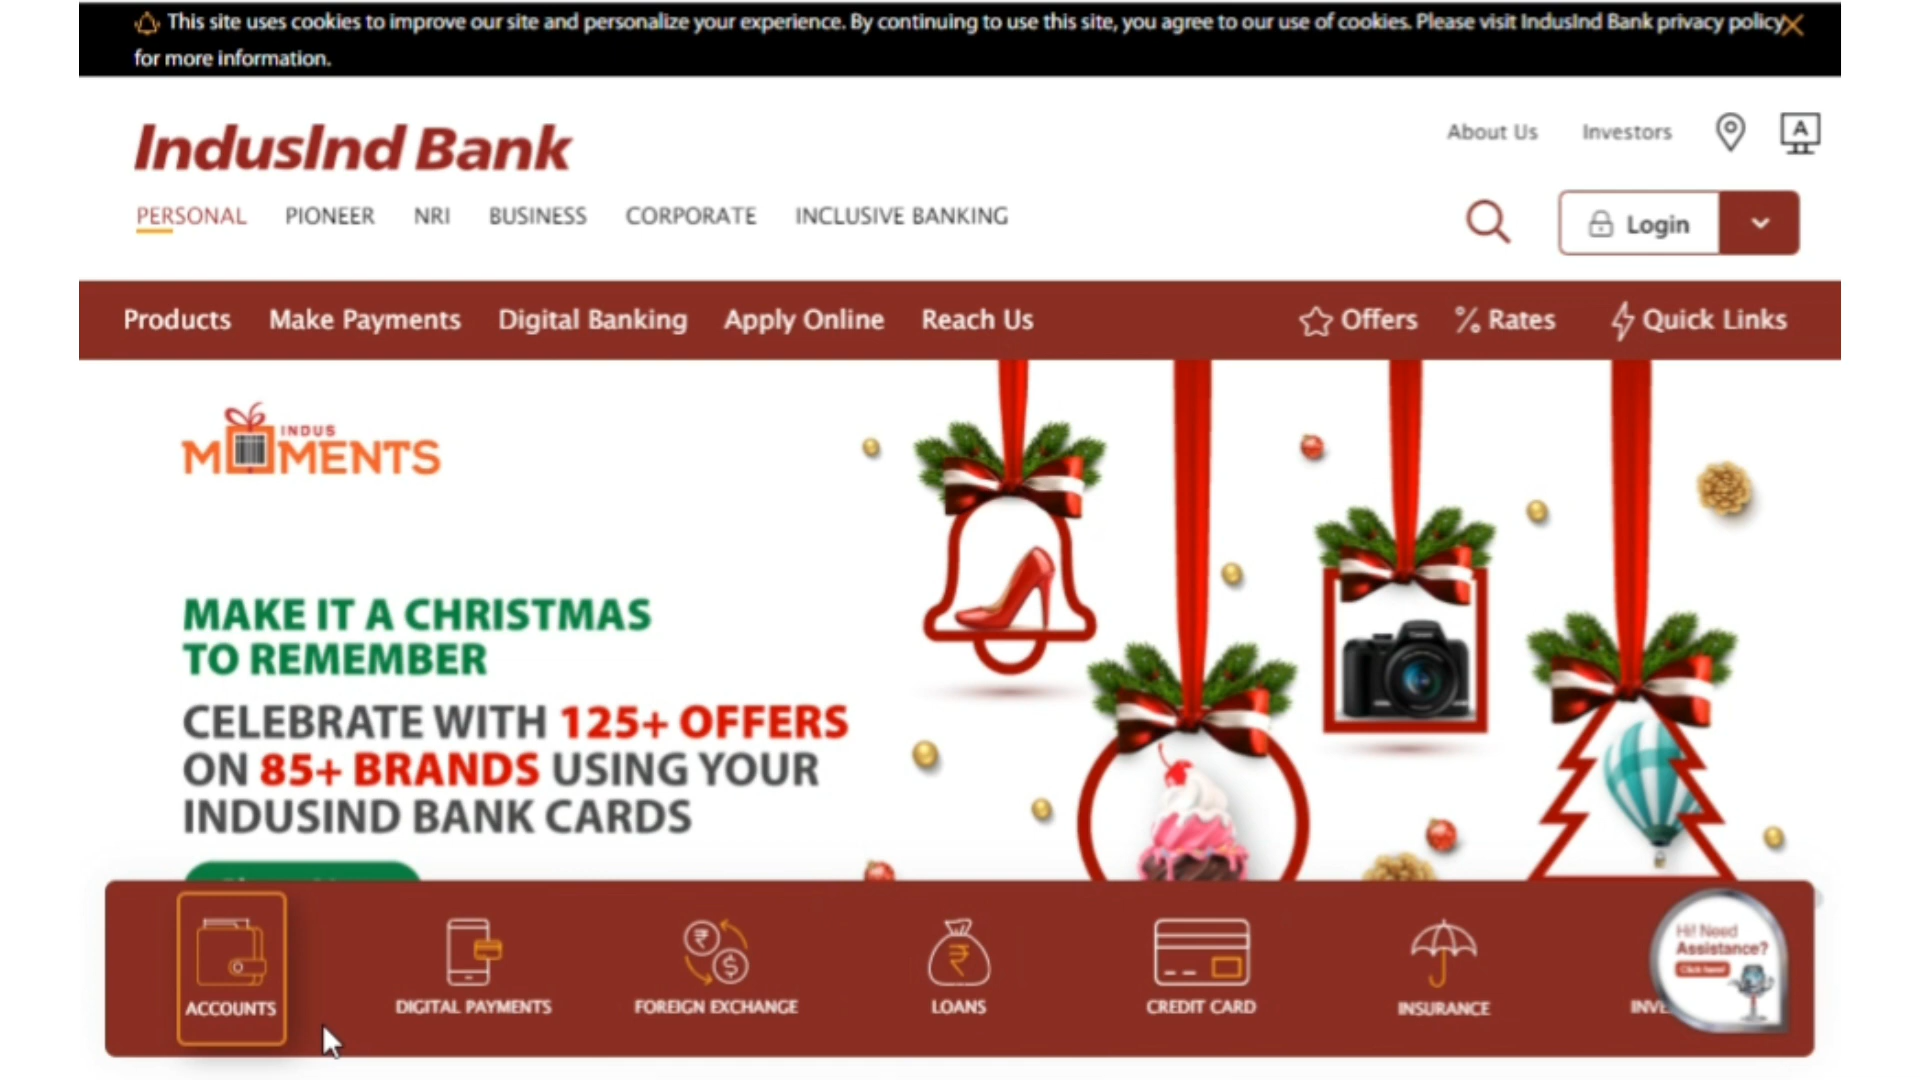 This site uses cookies to improve our site and personalize your experience. By continuing to use this site, you agree to our use of cookies. Please visit IndusInd Bank privacy policy
for more information.
IndusInd Bank
About Us Investors
A
PERSONAL PIONEER NRI BUSINESS CORPORATE INCLUSIVE BANKING
Login
Products Make Payments Digital Banking Apply Online Reach Us Offers Rates Quick Links
INDUS
MOMENTS
MAKE IT A CHRISTMAS
TO REMEMBER
CELEBRATE WITH 125+ OFFERS
ON 85+ BRANDS USING YOUR
INDUSIND BANK CARDS
Hi! Need
Assistance?
Click here!
ACCOUNTS DIGITAL PAYMENTS FOREIGN EXCHANGE LOANS CREDIT CARD INSURANCE